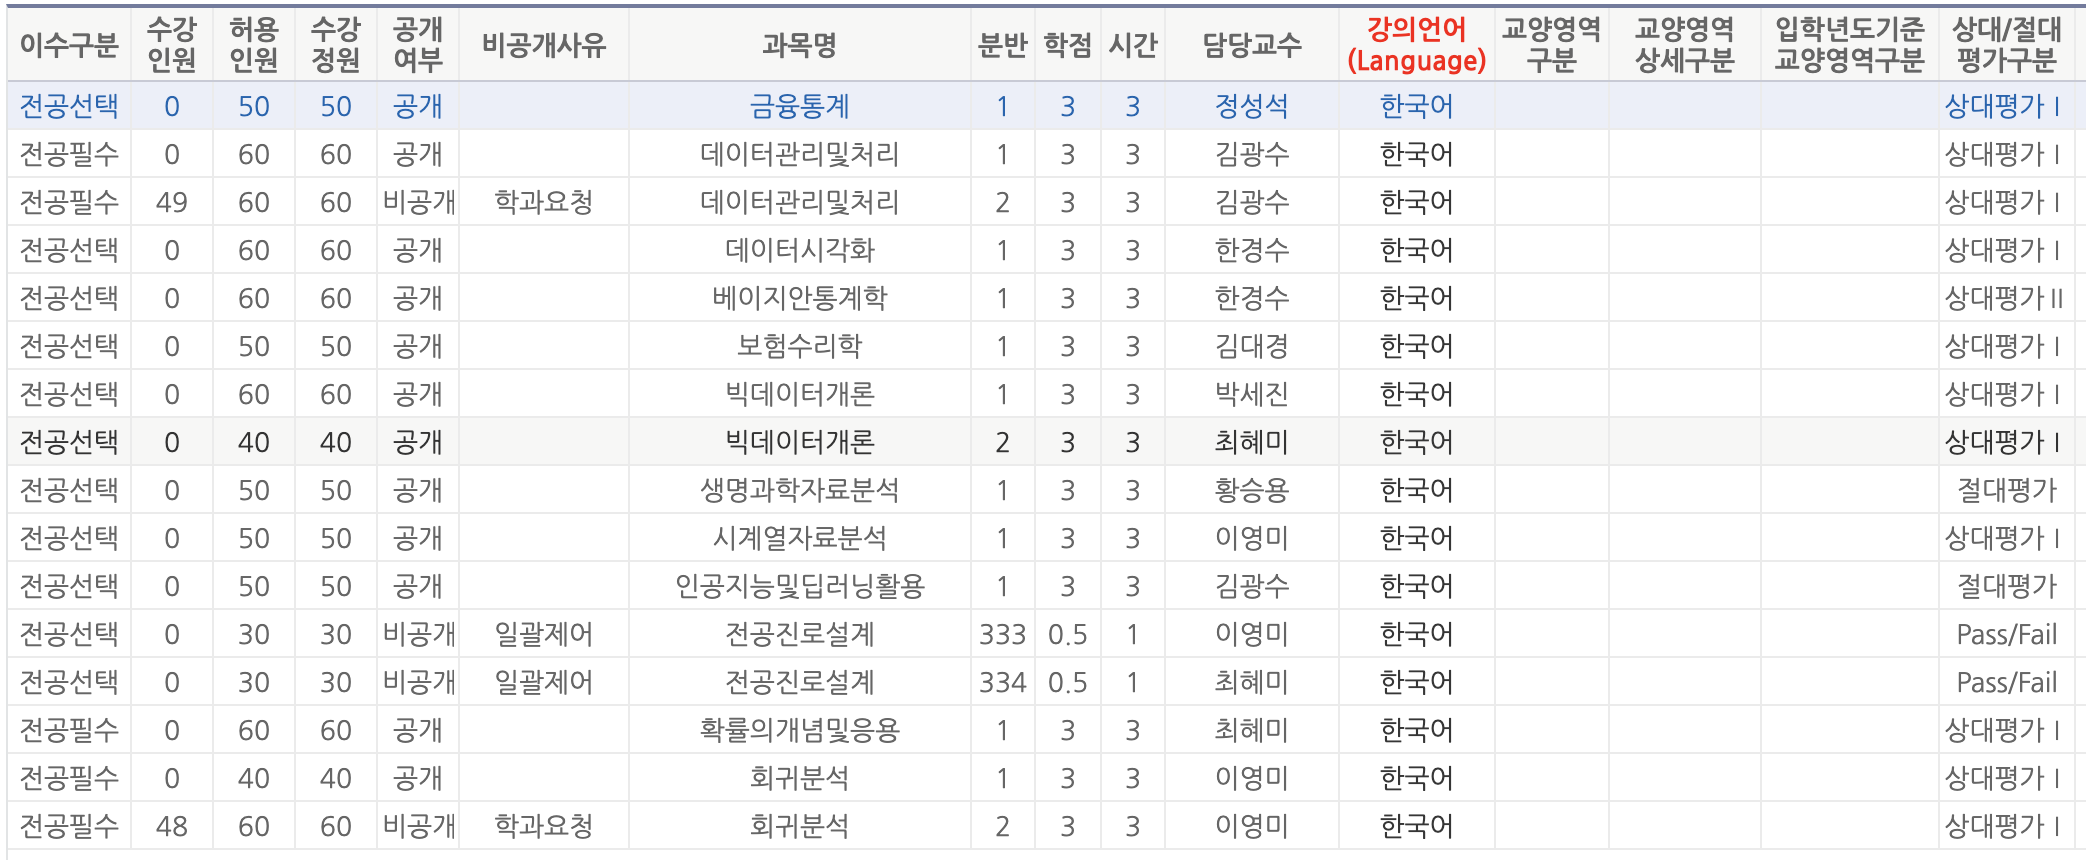 이수구분 수강인원 허용인원 수강정원 공개여부 비공개사유 과목명 분반 학점 시간 담당교수 강의언어(Language) 교양영역구분 교양영역상세구분 입학년도기준교양영역구분 상대/절대평가구분
전공선택 0 50 50 공개 금융통계 1 3 3 정성석 한국어 상대평가 I
전공필수 0 60 60 공개 데이터관리및처리 1 3 3 김광수 한국어 상대평가 I
전공필수 49 60 60 비공개 학과요청 데이터관리및처리 2 3 3 김광수 한국어 상대평가 I
전공선택 0 60 60 공개 데이터시각화 1 3 3 한경수 한국어 상대평가 I
전공선택 0 60 60 공개 베이지안통계학 1 3 3 한경수 한국어 상대평가 II
전공선택 0 50 50 공개 보험수리학 1 3 3 김대경 한국어 상대평가 I
전공선택 0 60 60 공개 빅데이터개론 1 3 3 박세진 한국어 상대평가 I
전공선택 0 40 40 공개 빅데이터개론 2 3 3 최혜미 한국어 상대평가 I
전공선택 0 50 50 공개 생명과학자료분석 1 3 3 황승용 한국어 절대평가
전공선택 0 50 50 공개 시계열자료분석 1 3 3 이영미 한국어 상대평가 I
전공선택 0 50 50 공개 인공지능및딥러닝활용 1 3 3 김광수 한국어 절대평가
전공선택 0 30 30 비공개 일괄제어 전공진로설계 333 0.5 1 이영미 한국어 Pass/Fail
전공선택 0 30 30 비공개 일괄제어 전공진로설계 334 0.5 1 최혜미 한국어 Pass/Fail
전공필수 0 60 60 공개 확률의개념및응용 1 3 3 최혜미 한국어 상대평가 I
전공필수 0 40 40 공개 회귀분석 1 3 3 이영미 한국어 상대평가 I
전공필수 48 60 60 비공개 학과요청 회귀분석 2 3 3 이영미 한국어 상대평가 I